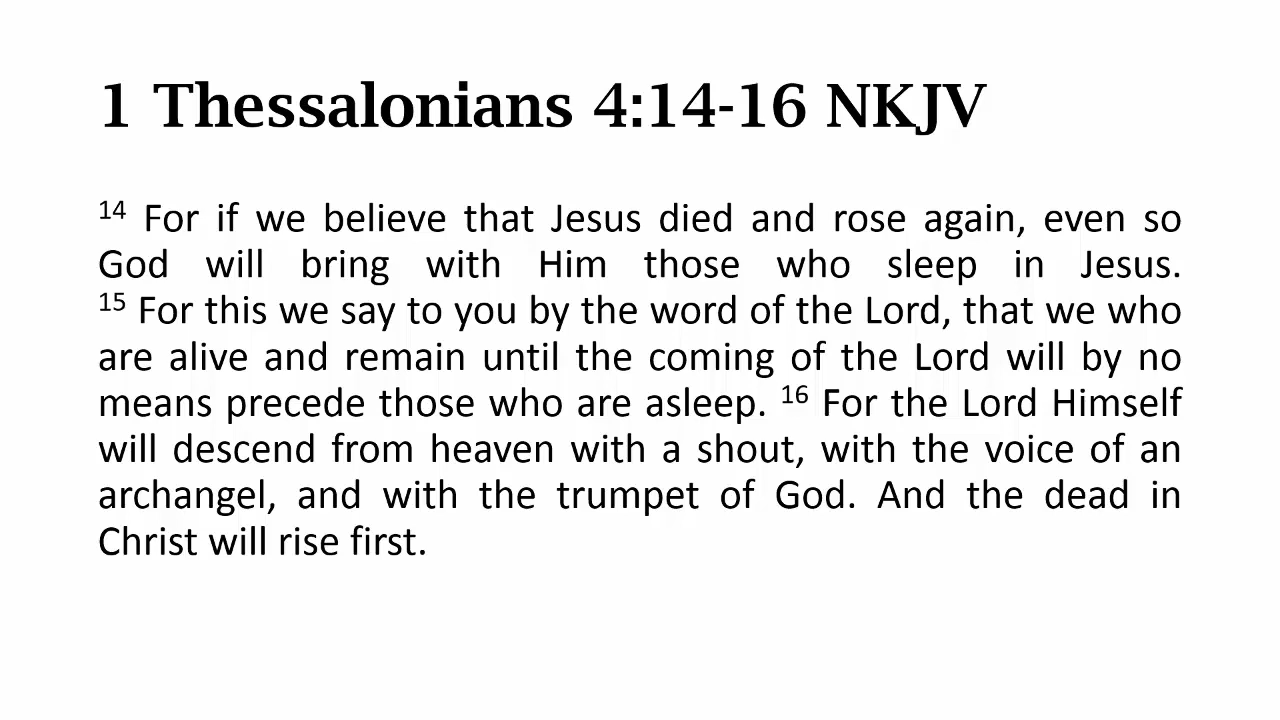 1 Thessalonians 4:14-16 NKJV
14 For if we believe that Jesus died and rose again, even so
God will bring with Him those who sleep in Jesus.
15 For this we say to you by the word of the Lord, that we who
are alive and remain until the coming of the Lord will by no
means precede those who are asleep. 16 For the Lord Himself
will descend from heaven with a shout, with the voice of an
archangel, and with the trumpet of God. And the dead in
Christ will rise first.